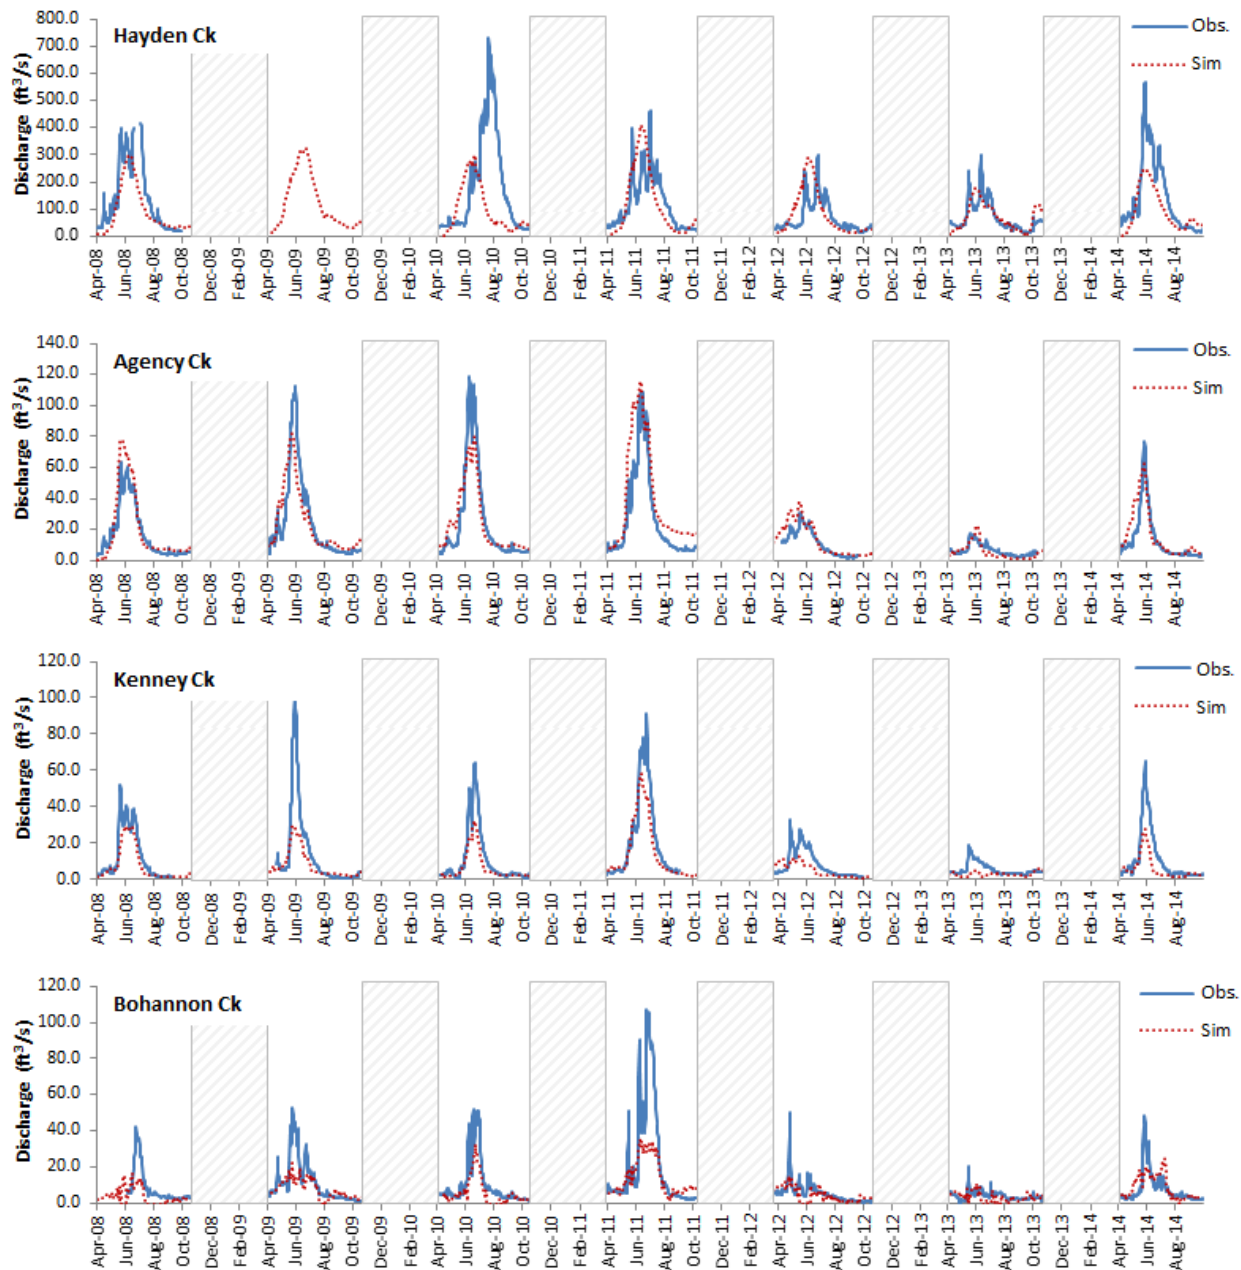 Hayden Ck
Discharge (ft³/s)
800.0
700.0
600.0
500.0
400.0
300.0
200.0
100.0
0.0
Obs.
Sim
Apr-08 Jun-08 Aug-08 Oct-08 Dec-08 Feb-09 Apr-09 Jun-09 Aug-09 Oct-09 Dec-09 Feb-10 Apr-10 Jun-10 Aug-10 Oct-10 Dec-10 Feb-11 Apr-11 Jun-11 Aug-11 Oct-11 Dec-11 Feb-12 Apr-12 Jun-12 Aug-12 Oct-12 Dec-12 Feb-13 Apr-13 Jun-13 Aug-13 Oct-13 Dec-13 Feb-14 Apr-14 Jun-14 Aug-14
Agency Ck
Discharge (ft³/s)
140.0
120.0
100.0
80.0
60.0
40.0
20.0
0.0
Obs.
Sim
Apr-08 Jun-08 Aug-08 Oct-08 Dec-08 Feb-09 Apr-09 Jun-09 Aug-09 Oct-09 Dec-09 Feb-10 Apr-10 Jun-10 Aug-10 Oct-10 Dec-10 Feb-11 Apr-11 Jun-11 Aug-11 Oct-11 Dec-11 Feb-12 Apr-12 Jun-12 Aug-12 Oct-12 Dec-12 Feb-13 Apr-13 Jun-13 Aug-13 Oct-13 Dec-13 Feb-14 Apr-14 Jun-14 Aug-14
Kenney Ck
Discharge (ft³/s)
120.0
100.0
80.0
60.0
40.0
20.0
0.0
Obs.
Sim
Apr-08 Jun-08 Aug-08 Oct-08 Dec-08 Feb-09 Apr-09 Jun-09 Aug-09 Oct-09 Dec-09 Feb-10 Apr-10 Jun-10 Aug-10 Oct-10 Dec-10 Feb-11 Apr-11 Jun-11 Aug-11 Oct-11 Dec-11 Feb-12 Apr-12 Jun-12 Aug-12 Oct-12 Dec-12 Feb-13 Apr-13 Jun-13 Aug-13 Oct-13 Dec-13 Feb-14 Apr-14 Jun-14 Aug-14
Bohannon Ck
Discharge (ft³/s)
120.0
100.0
80.0
60.0
40.0
20.0
0.0
Obs.
Sim
Apr-08 Jun-08 Aug-08 Oct-08 Dec-08 Feb-09 Apr-09 Jun-09 Aug-09 Oct-09 Dec-09 Feb-10 Apr-10 Jun-10 Aug-10 Oct-10 Dec-10 Feb-11 Apr-11 Jun-11 Aug-11 Oct-11 Dec-11 Feb-12 Apr-12 Jun-12 Aug-12 Oct-12 Dec-12 Feb-13 Apr-13 Jun-13 Aug-13 Oct-13 Dec-13 Feb-14 Apr-14 Jun-14 Aug-14